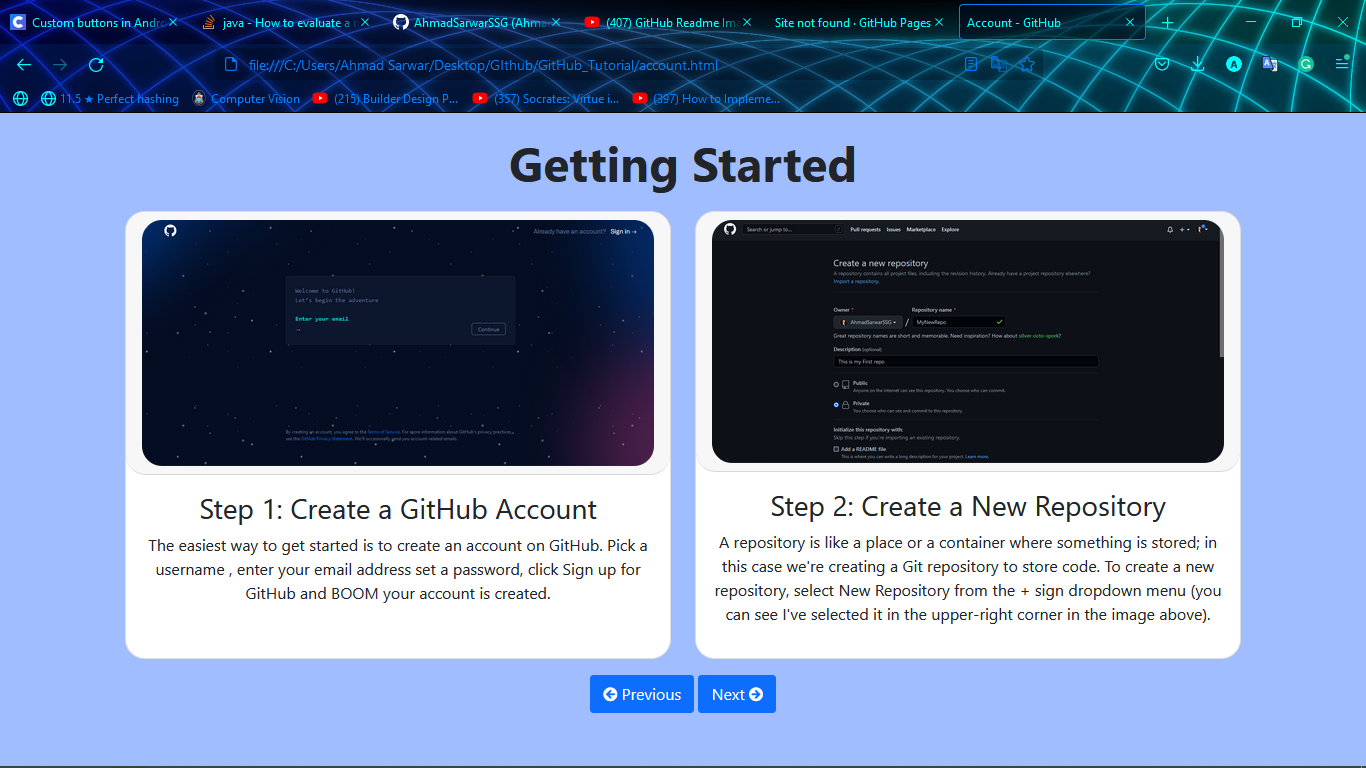 Custom buttons in Andro
java - How to evaluate a
AhmadSarwarSSG (Ahma
(407) GitHub Readme Im
Site not found · GitHub Pages
Account - GitHub
file:///C:/Users/Ahmad Sarwar/Desktop/GIthub/GitHub_Tutorial/account.html
11.5 ★ Perfect hashing
Computer Vision
(215) Builder Design P...
(357) Socrates: Virtue i...
(397) How to Impleme...
Getting Started
Already have an account? Sign in →
Welcome to GitHub!
Let's begin the adventure
Enter your email
→
Continue
By creating an account, you agree to the Terms of Service. For more information about GitHub's privacy practices,
see the GitHub Privacy Statement. We'll occasionally send you account-related emails.
Step 1: Create a GitHub Account
The easiest way to get started is to create an account on GitHub. Pick a
username , enter your email address set a password, click Sign up for
GitHub and BOOM your account is created.
Search or jump to... / Pull requests Issues Marketplace Explore
Create a new repository
A repository contains all project files, including the revision history. Already have a project repository elsewhere?
Import a repository.
Owner * Repository name *
AhmadSarwarSSG / MyNewRepo
Great repository names are short and memorable. Need inspiration? How about silver-octo-spork?
Description (optional)
This is my First repo
Public
Anyone on the internet can see this repository. You choose who can commit.
Private
You choose who can see and commit to this repository.
Initialize this repository with:
Skip this step if you're importing an existing repository.
Add a README file
This is where you can write a long description for your project. Learn more.
Step 2: Create a New Repository
A repository is like a place or a container where something is stored; in
this case we're creating a Git repository to store code. To create a new
repository, select New Repository from the + sign dropdown menu (you
can see I've selected it in the upper-right corner in the image above).
Previous
Next